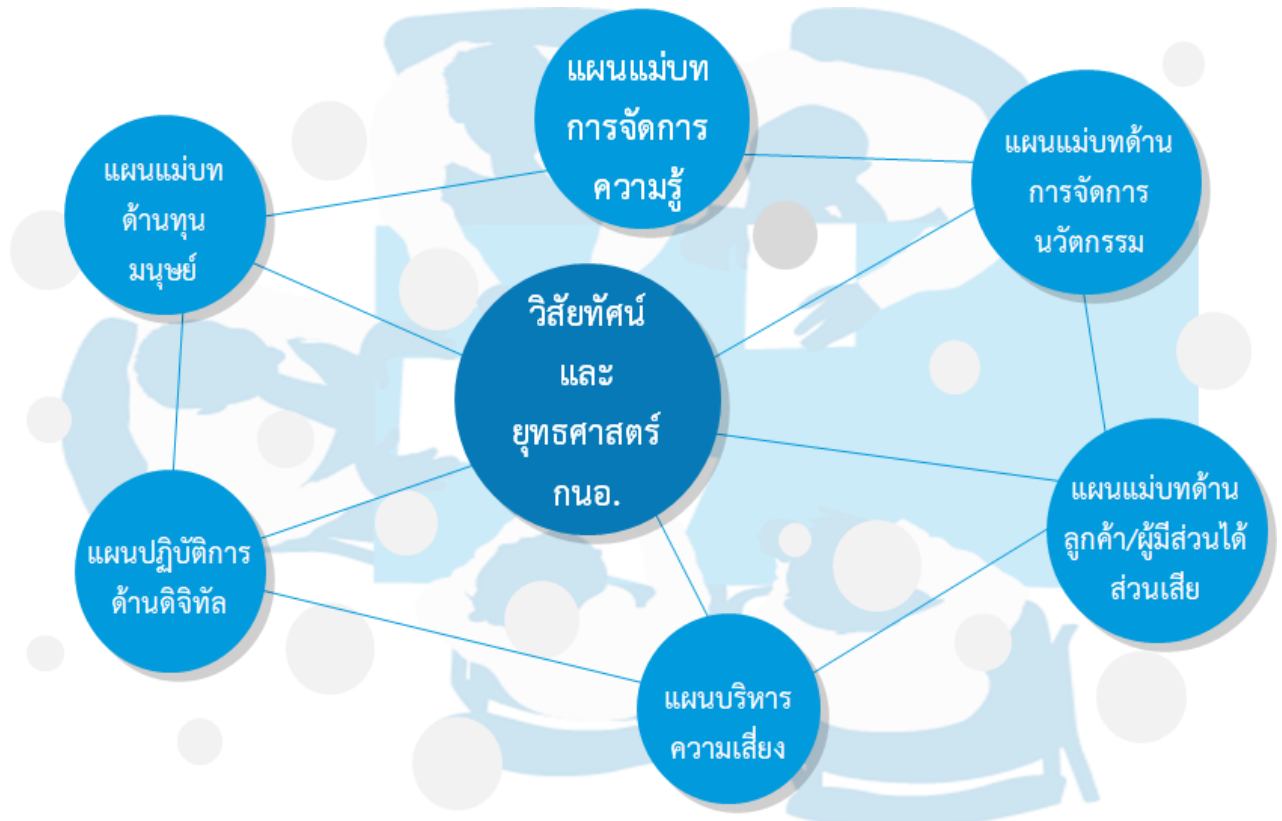 แผนแม่บท
การจัดการ
ความรู้
แผนแม่บทด้าน
การจัดการ
นวัตกรรม
แผนแม่บท
ด้านทุน
มนุษย์
วิสัยทัศน์
และ
ยุทธศาสตร์
กนอ.
แผนแม่บทด้าน
ลูกค้า/ผู้มีส่วนได้
ส่วนเสีย
แผนปฏิบัติการ
ด้านดิจิทัล
แผนบริหาร
ความเสี่ยง